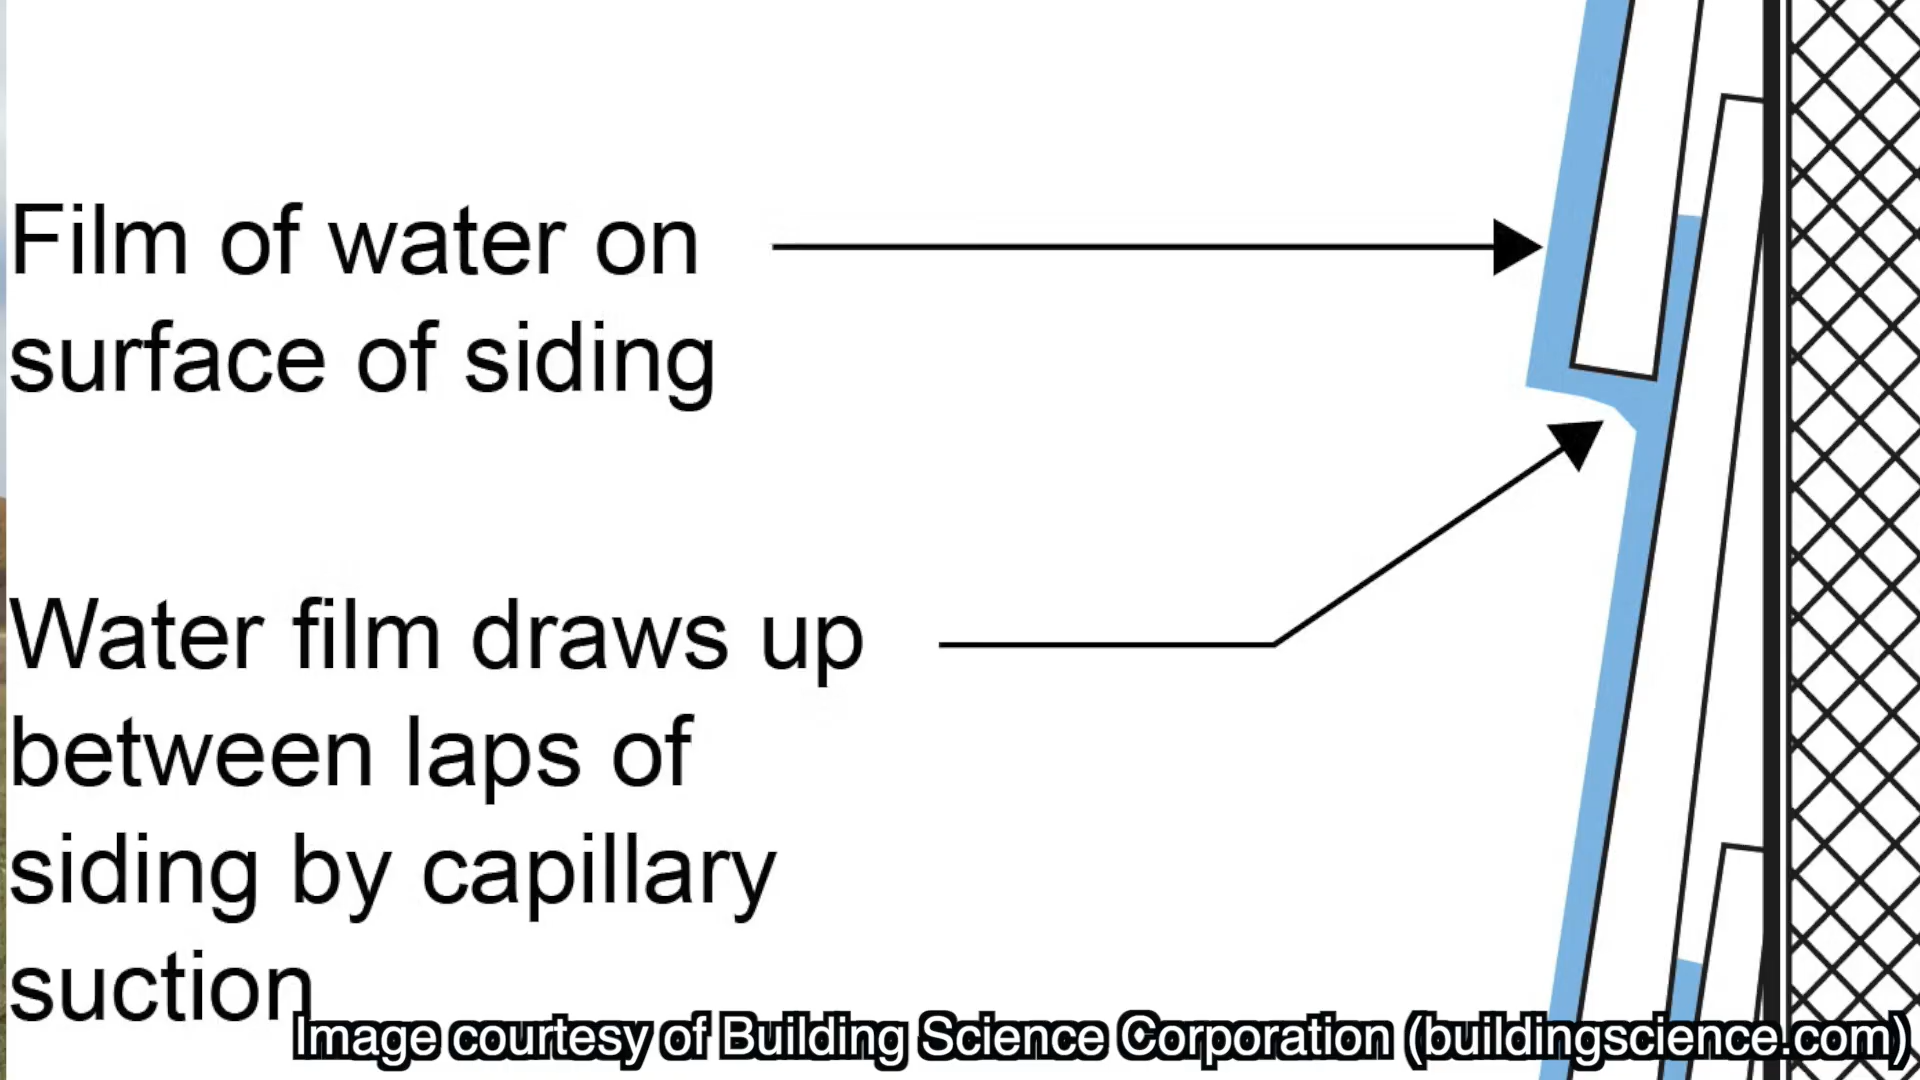 Film of water on
surface of siding
Water film draws up
between laps of
siding by capillary
suction
Image courtesy of Building Science Corporation (buildingscience.com)